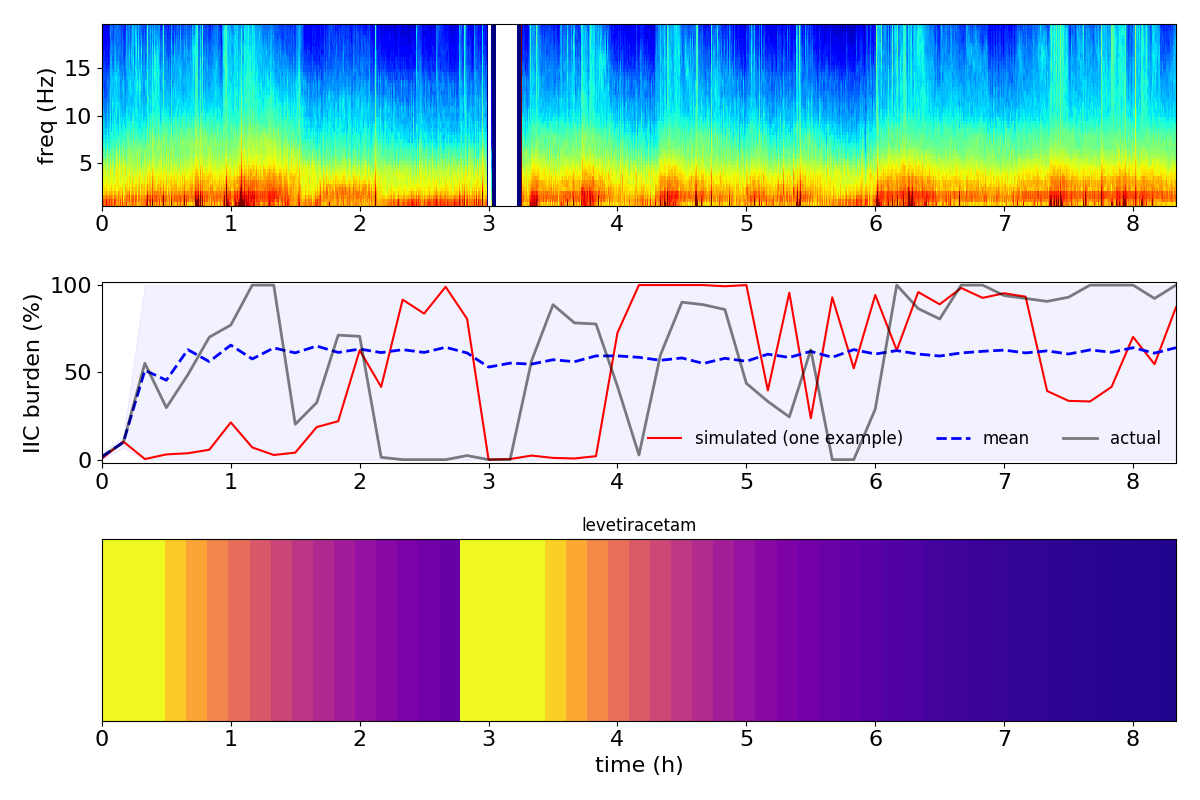 freq (Hz)
15
10
5
0 1 2 3 4 5 6 7 8
IIC burden (%)
100
50
0
simulated (one example) mean actual
0 1 2 3 4 5 6 7 8
levetiracetam
0 1 2 3 4 5 6 7 8
time (h)